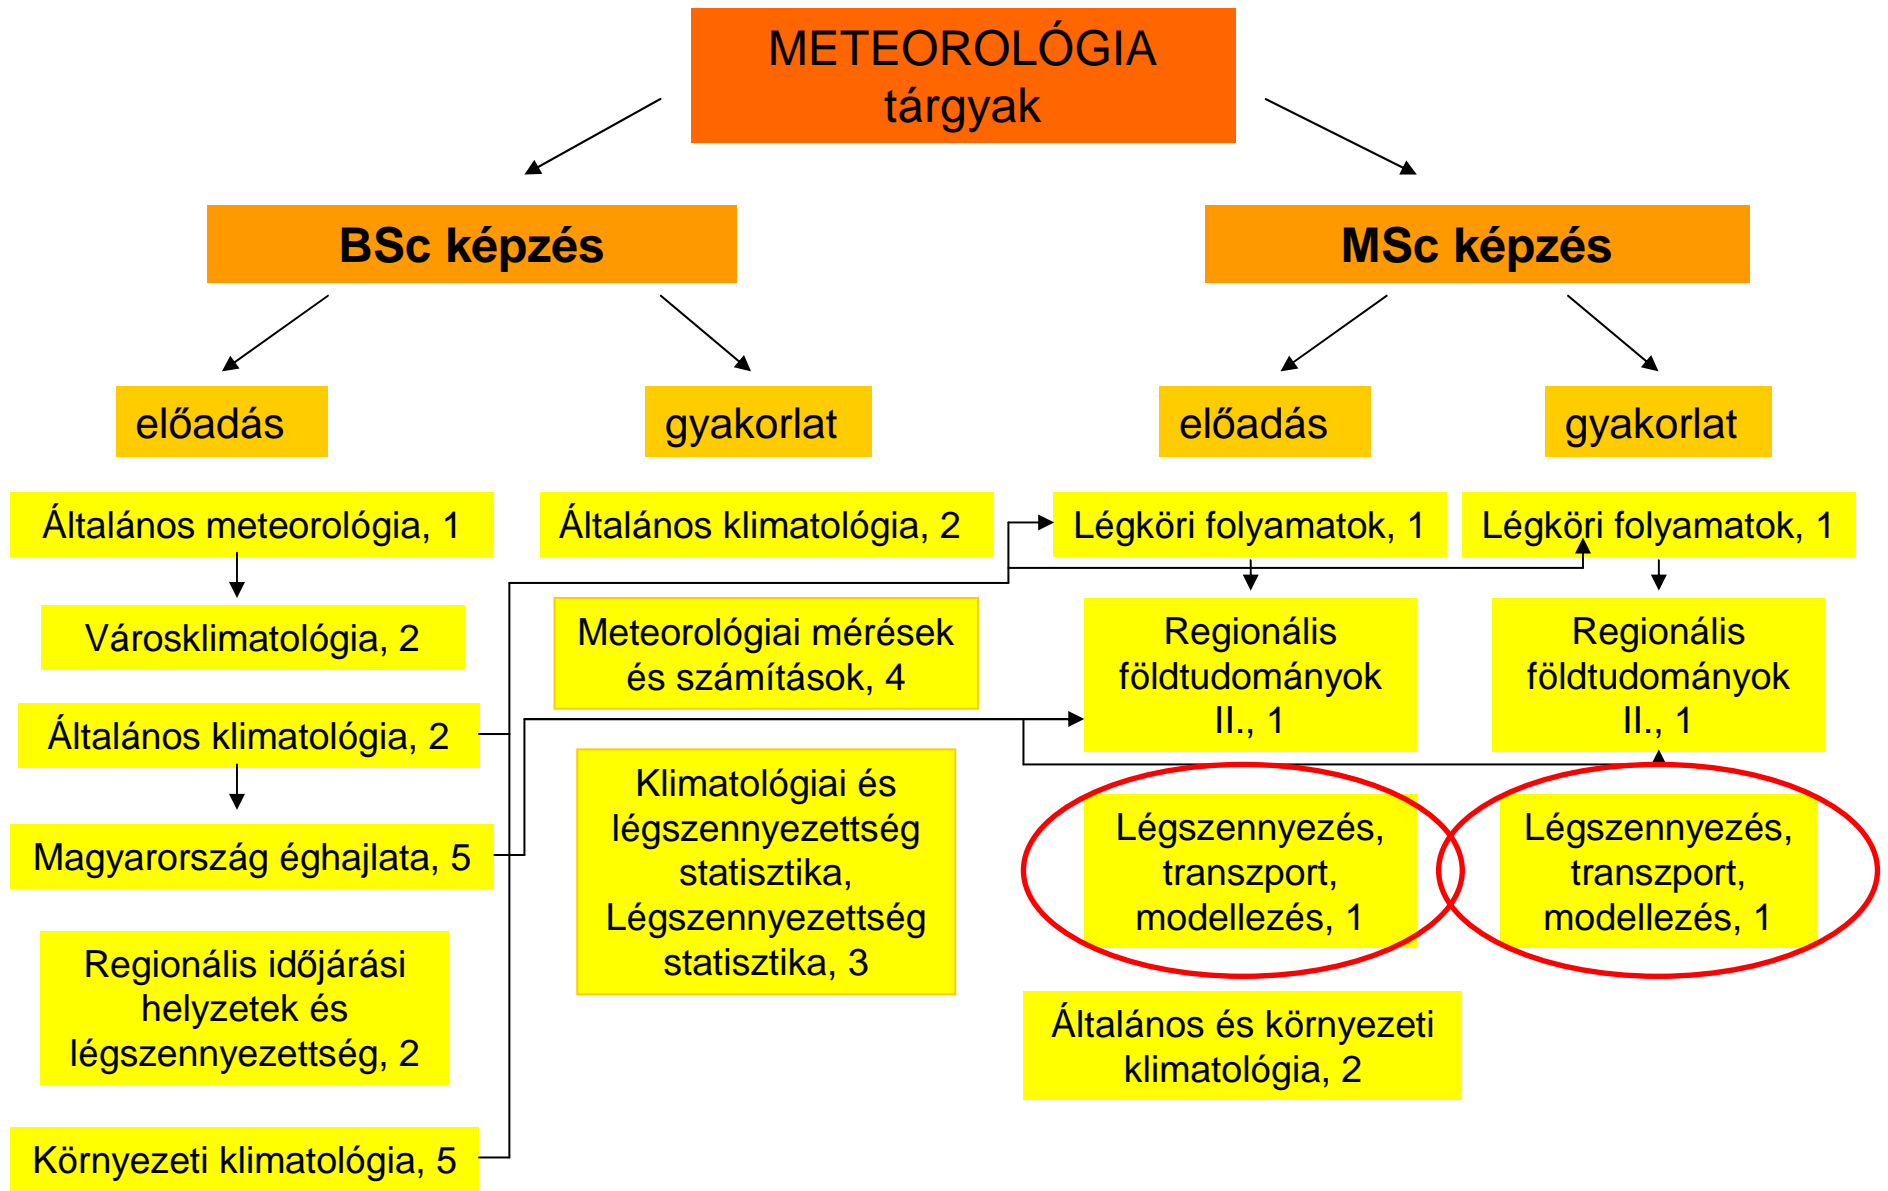 METEOROLÓGIA
tárgyak
BSc képzés
MSc képzés
előadás
gyakorlat
előadás
gyakorlat
Általános meteorológia, 1
Városklimatológia, 2
Általános klimatológia, 2
Magyarország éghajlata, 5
Regionális időjárási
helyzetek és
légszennyezettség, 2
Környezeti klimatológia, 5
Általános klimatológia, 2
Meteorológiai mérések
és számítások, 4
Klimatológiai és
légszennyezettség
statisztika,
Légszennyezettség
statisztika, 3
Légköri folyamatok, 1
Regionális
földtudományok
II., 1
Légszennyezés,
transzport,
modellezés, 1
Általános és környezeti
klimatológia, 2
Légköri folyamatok, 1
Regionális
földtudományok
II., 1
Légszennyezés,
transzport,
modellezés, 1